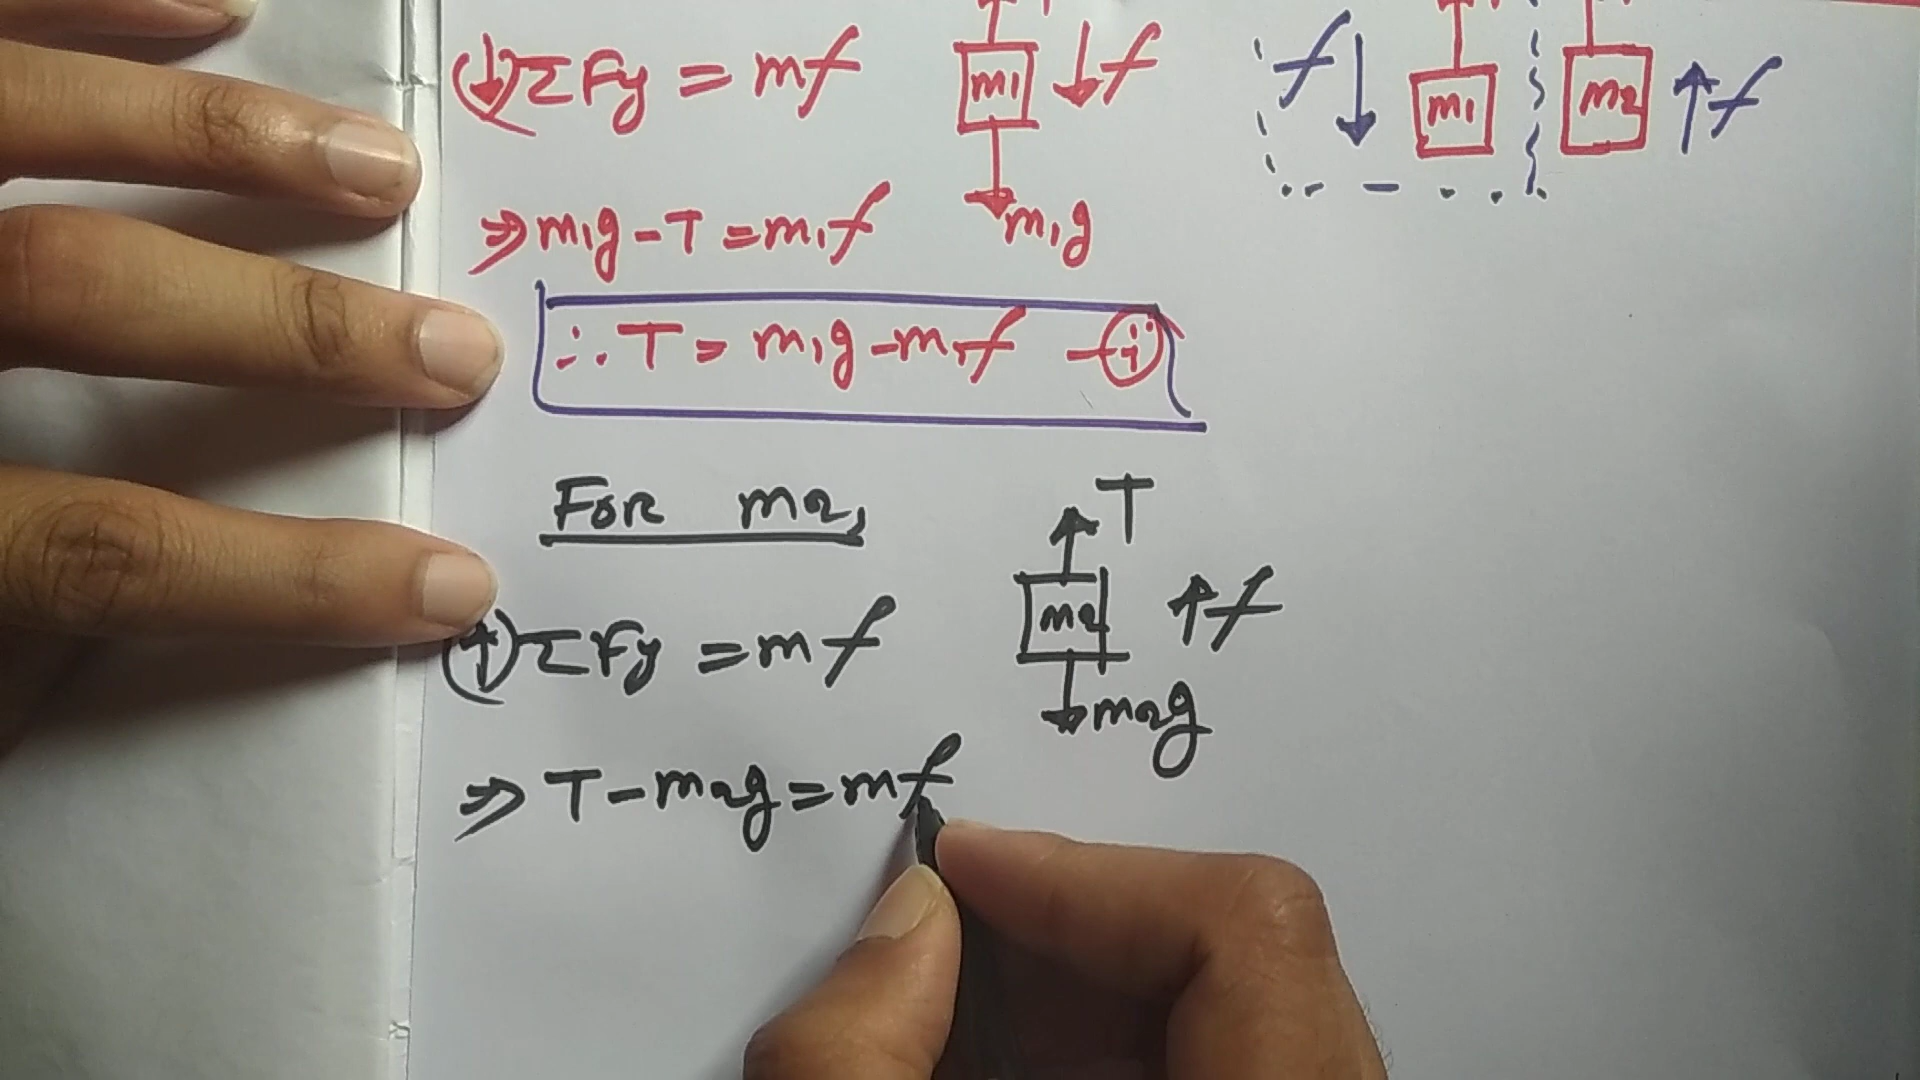 (↓) ΣFy = mf
m1 ↓f
f↓ m1 m2 ↑f
⇒ m1g - T = m1f
m1g
∴ T = m1g - m1f - (i)
For m2,
T
(↑) ΣFy = mf
m2 ↑f
m2g
⇒ T - m2g = mf